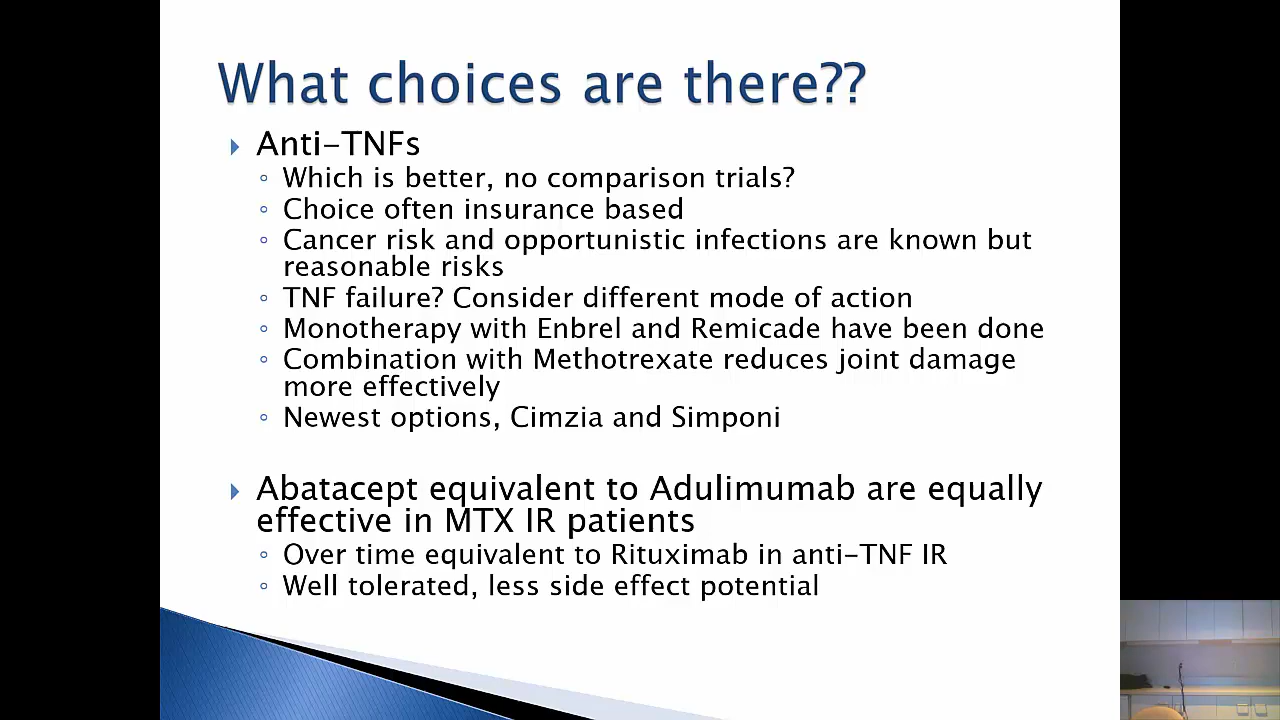 What choices are there??
Anti-TNFs
Which is better, no comparison trials?
Choice often insurance based
Cancer risk and opportunistic infections are known but
reasonable risks
TNF failure? Consider different mode of action
Monotherapy with Enbrel and Remicade have been done
Combination with Methotrexate reduces joint damage
more effectively
Newest options, Cimzia and Simponi
Abatacept equivalent to Adulimumab are equally
effective in MTX IR patients
Over time equivalent to Rituximab in anti-TNF IR
Well tolerated, less side effect potential